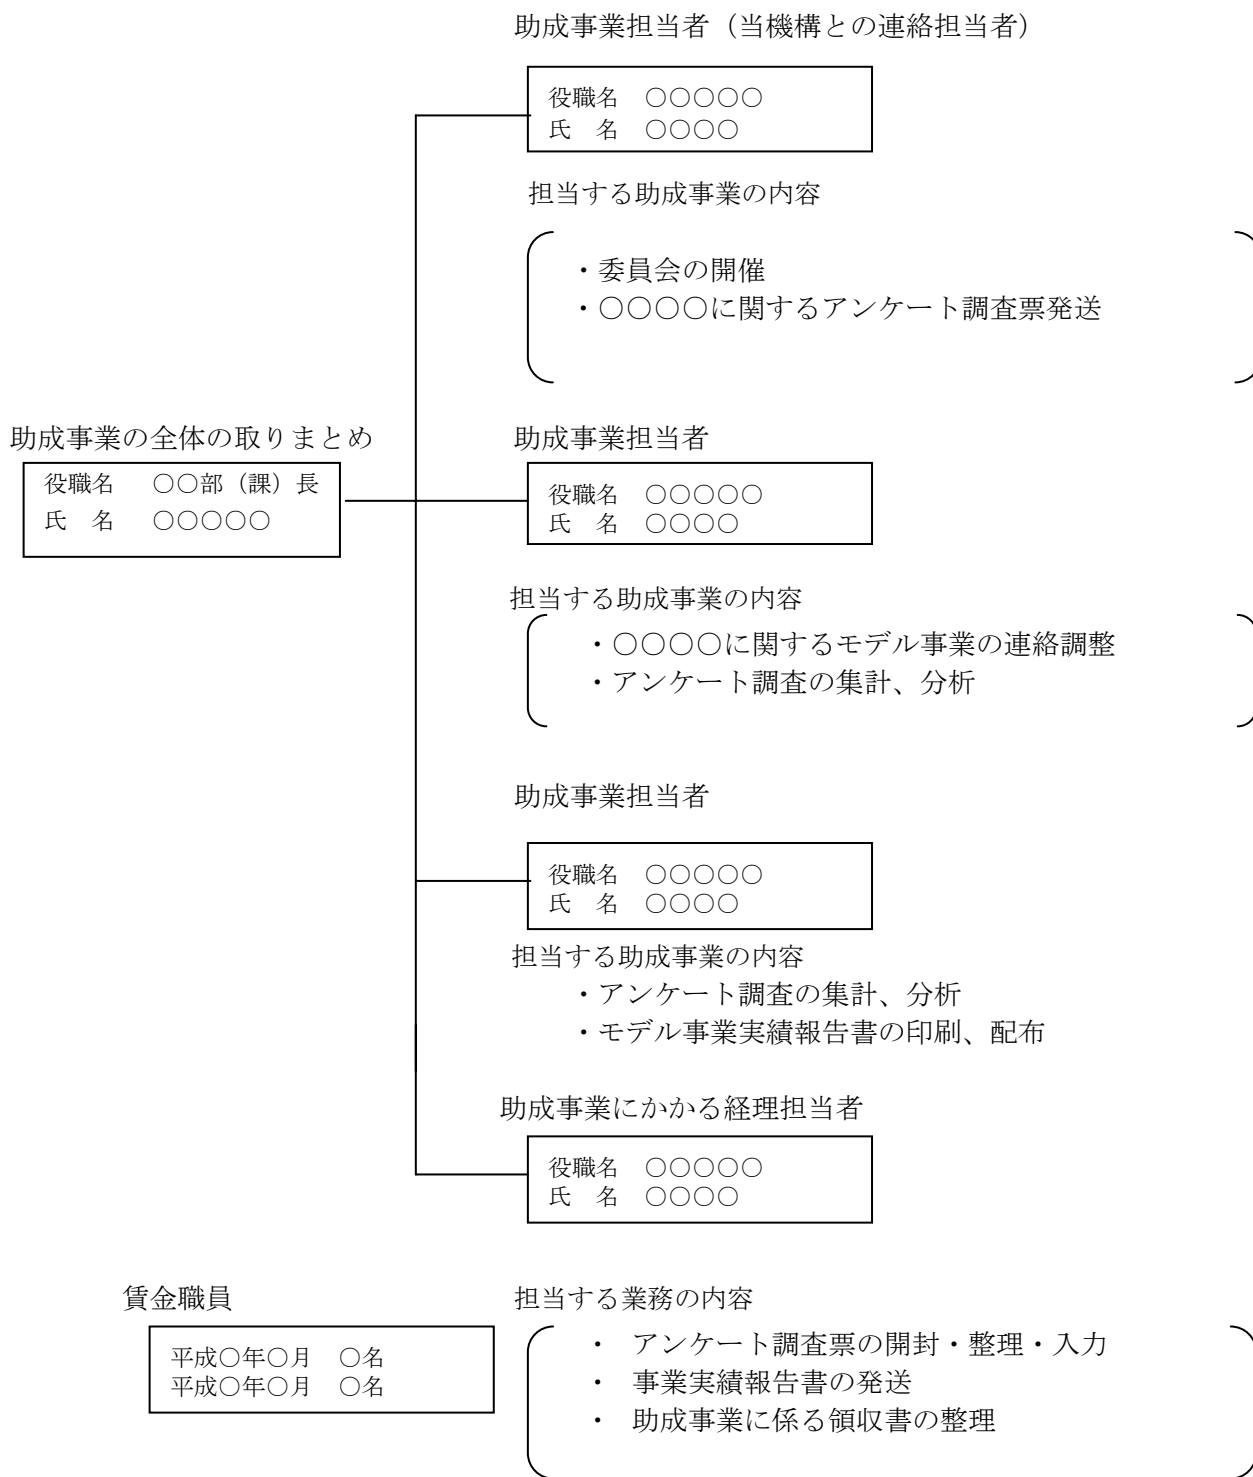 助成事業担当者（当機構との連絡担当者）
役職名　○○○○○
氏　名　○○○○
担当する助成事業の内容
・委員会の開催
・○○○○に関するアンケート調査票発送
助成事業の全体の取りまとめ
役職名　○○部（課）長
氏　名　○○○○○
助成事業担当者
役職名　○○○○○
氏　名　○○○○
担当する助成事業の内容
・○○○○に関するモデル事業の連絡調整
・アンケート調査の集計、分析
助成事業担当者
役職名　○○○○○
氏　名　○○○○
担当する助成事業の内容
・アンケート調査の集計、分析
・モデル事業実績報告書の印刷、配布
助成事業にかかる経理担当者
役職名　○○○○○
氏　名　○○○○
賃金職員
平成○年○月　○名
平成○年○月　○名
担当する業務の内容
・　アンケート調査票の開封・整理・入力
・　事業実績報告書の発送
・　助成事業に係る領収書の整理